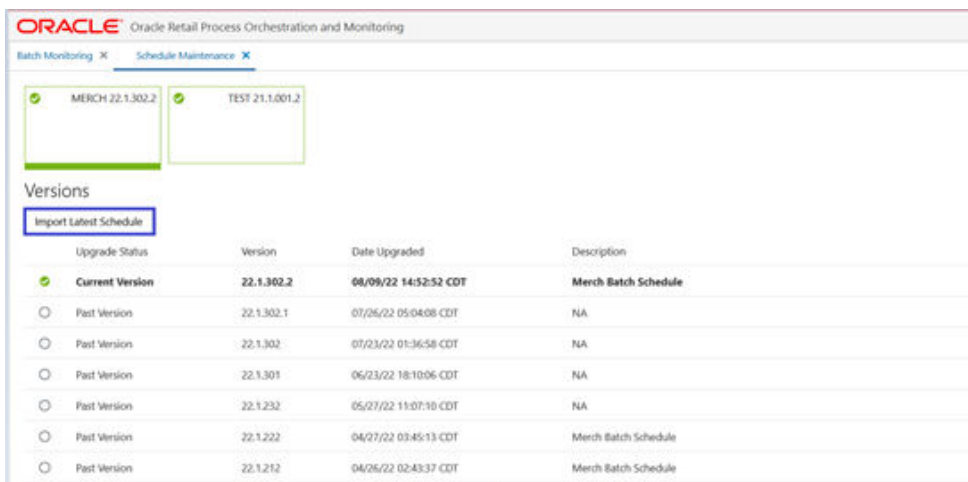 ORACLE Oracle Retail Process Orchestration and Monitoring
Batch Monitoring × Schedule Maintenance ×
MERCH 22.1.302.2 TEST 21.1.001.2
Versions
Import Latest Schedule
Upgrade Status Version Date Upgraded Description
Current Version 22.1.302.2 08/09/22 14:52:52 CDT Merch Batch Schedule
Past Version 22.1.302.1 07/26/22 05:04:08 CDT NA
Past Version 22.1.302 07/23/22 01:36:58 CDT NA
Past Version 22.1.301 06/23/22 18:10:06 CDT NA
Past Version 22.1.232 05/27/22 11:07:10 CDT NA
Past Version 22.1.222 04/27/22 03:45:13 CDT Merch Batch Schedule
Past Version 22.1.212 04/26/22 02:43:37 CDT Merch Batch Schedule